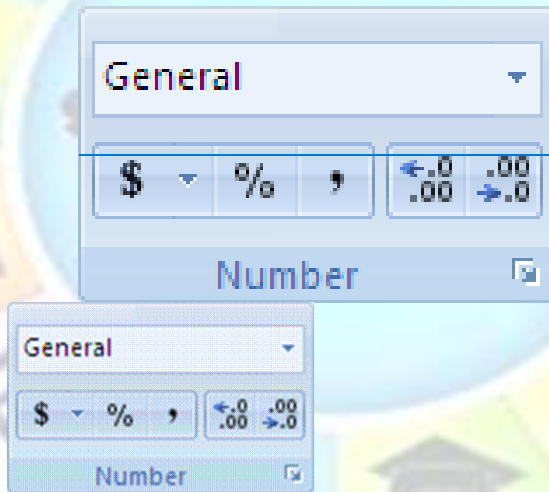 General
$ % , ←.0 .00 .00 →.0
Number
General
$ % , ←.0 .00 .00 →.0
Number